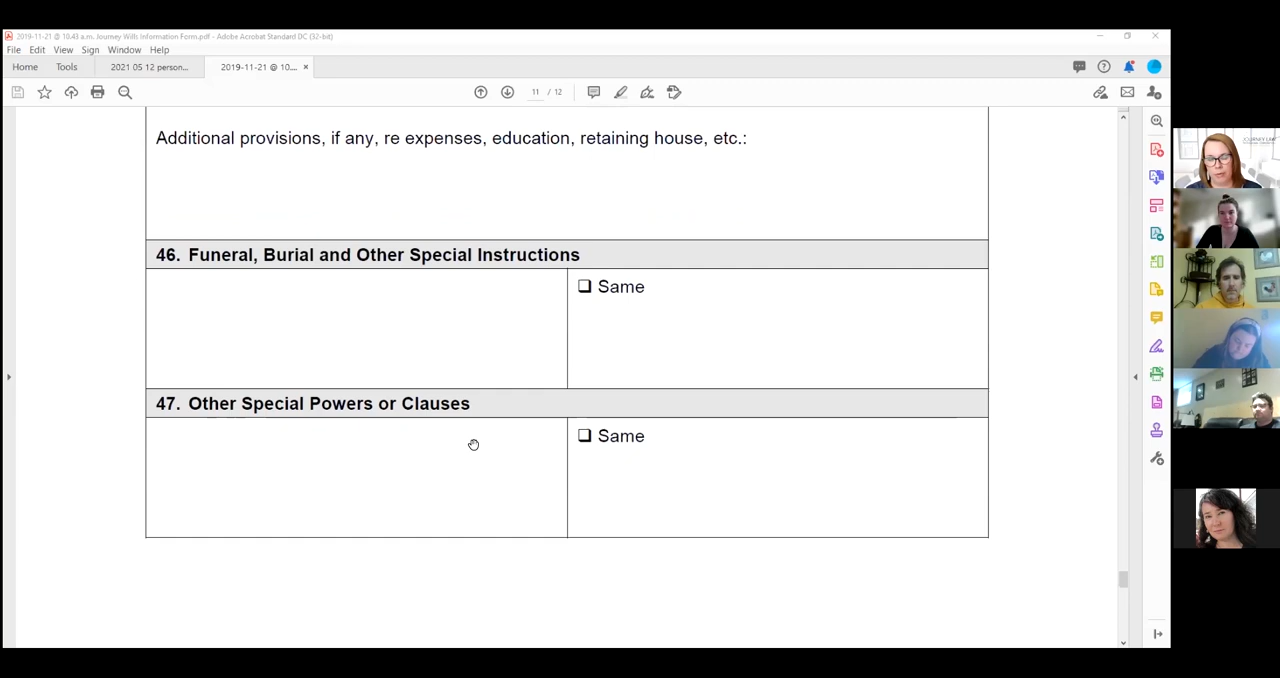 2019-11-21 @ 10.43 a.m. Journey Wills Information Form.pdf - Adobe Acrobat Standard DC (32-bit)
File Edit View Sign Window Help
Home Tools 2021 05 12 person... 2019-11-21 @ 10.... ×
11 / 12
Additional provisions, if any, re expenses, education, retaining house, etc.:
46. Funeral, Burial and Other Special Instructions
❑ Same
47. Other Special Powers or Clauses
❑ Same
JOURNEY LAW